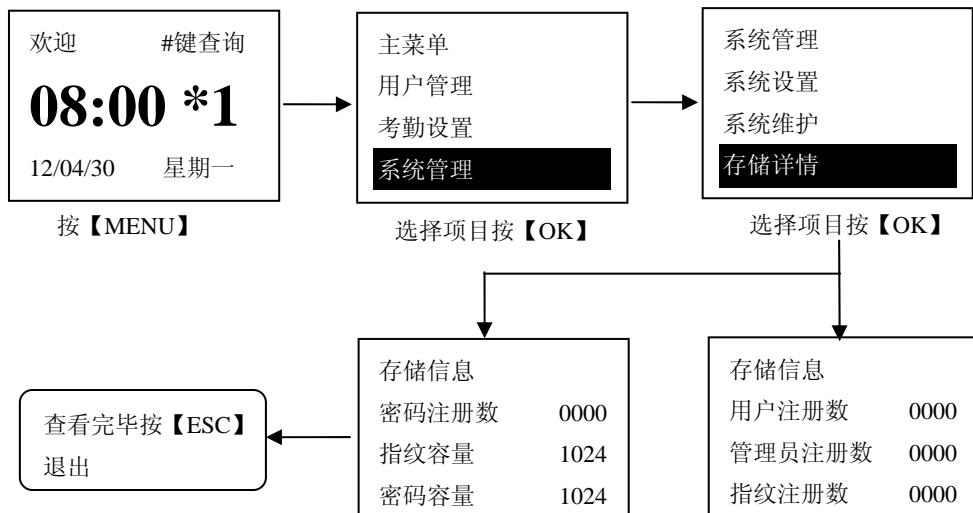 欢迎 #键查询
08:00 *1
12/04/30 星期一
按【MENU】
主菜单
用户管理
考勤设置
系统管理
选择项目按【OK】
系统管理
系统设置
系统维护
存储详情
选择项目按【OK】
查看完毕按【ESC】
退出
存储信息
密码注册数 0000
指纹容量 1024
密码容量 1024
存储信息
用户注册数 0000
管理员注册数 0000
指纹注册数 0000